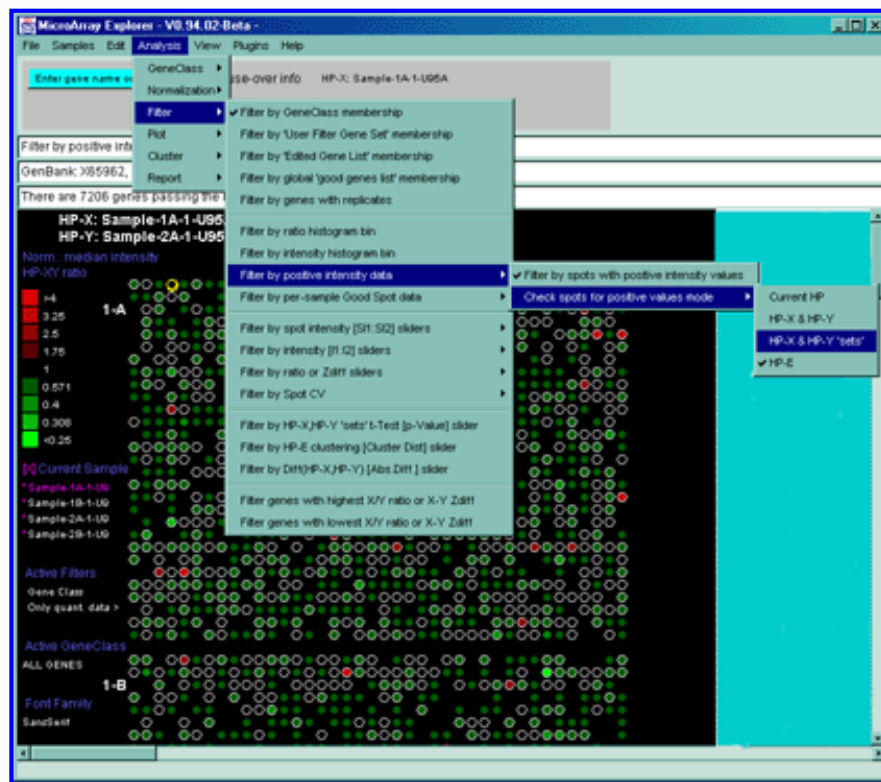 MicroArray Explorer - V0.94.02-Beta -
File Samples Edit Analysis View Plugins Help
Enter gene name or
use-over info HP-X: Sample-1A-1-U95A
GeneClass
Normalization
Filter
Plot
Cluster
Report
Filter by positive inte
GenBank: X65962,
There are 7206 genes passing the
Filter by GeneClass membership
Filter by 'User Filter Gene Set' membership
Filter by 'Edited Gene List' membership
Filter by global 'good genes list' membership
Filter by genes with replicates
Filter by ratio histogram bin
Filter by intensity histogram bin
Filter by positive intensity data
Filter by per-sample Good Spot data
Filter by spot intensity [SI1:SI2] sliders
Filter by intensity [I1:I2] sliders
Filter by ratio or Zdiff sliders
Filter by Spot CV
Filter by HP-X,HP-Y 'sets' t-Test [p-Value] slider
Filter by HP-E clustering [Cluster Dist] slider
Filter by Diff(HP-X,HP-Y) [Abs.Diff.] slider
Filter genes with highest X/Y ratio or X-Y Zdiff
Filter genes with lowest X/Y ratio or X-Y Zdiff
Filter by spots with positive intensity values
Check spots for positive values mode
Current HP
HP-X & HP-Y
HP-X & HP-Y 'sets'
HP-E
HP-X: Sample-1A-1-U95
HP-Y: Sample-2A-1-U95
Norm.: median intensity
HP-XY ratio
>4
3.25
2.5
1.75
1
0.571
0.4
0.308
<0.25
1-A
[X] Current Sample
*Sample-1A-1-U9
*Sample-1B-1-U9
*Sample-2A-1-U9
*Sample-2B-1-U9
Active Filters
Gene Class
Only quant. data >
Active GeneClass
ALL GENES
1-B
Font Family
SansSerif